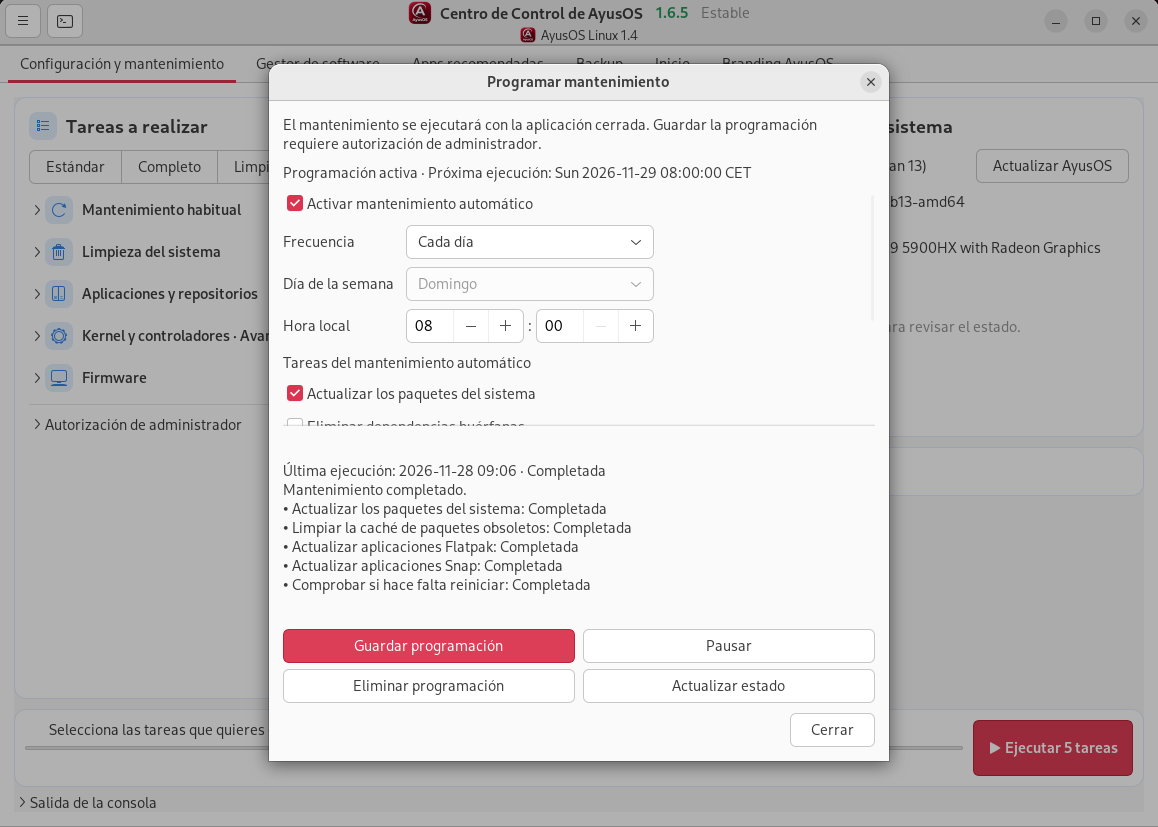 Centro de Control de AyusOS 1.6.5 Estable
AyusOS Linux 1.4
Configuración y mantenimiento
Programar mantenimiento
El mantenimiento se ejecutará con la aplicación cerrada. Guardar la programación
requiere autorización de administrador.
Programación activa · Próxima ejecución: Sun 2026-11-29 08:00:00 CET
Activar mantenimiento automático
Frecuencia Cada día
Día de la semana Domingo
Hora local 08 : 00
Tareas del mantenimiento automático
Actualizar los paquetes del sistema
Eliminar dependencias huérfanas
Última ejecución: 2026-11-28 09:06 · Completada
Mantenimiento completado.
• Actualizar los paquetes del sistema: Completada
• Limpiar la caché de paquetes obsoletos: Completada
• Actualizar aplicaciones Flatpak: Completada
• Actualizar aplicaciones Snap: Completada
• Comprobar si hace falta reiniciar: Completada
Guardar programación
Pausar
Eliminar programación
Actualizar estado
Cerrar
Tareas a realizar
Estándar
Completo
Limpi
Mantenimiento habitual
Limpieza del sistema
Aplicaciones y repositorios
Kernel y controladores · Avan
Firmware
Autorización de administrador
sistema
an 13)
Actualizar AyusOS
b13-amd64
9 5900HX with Radeon Graphics
ara revisar el estado.
Selecciona las tareas que quieres
Ejecutar 5 tareas
Salida de la consola